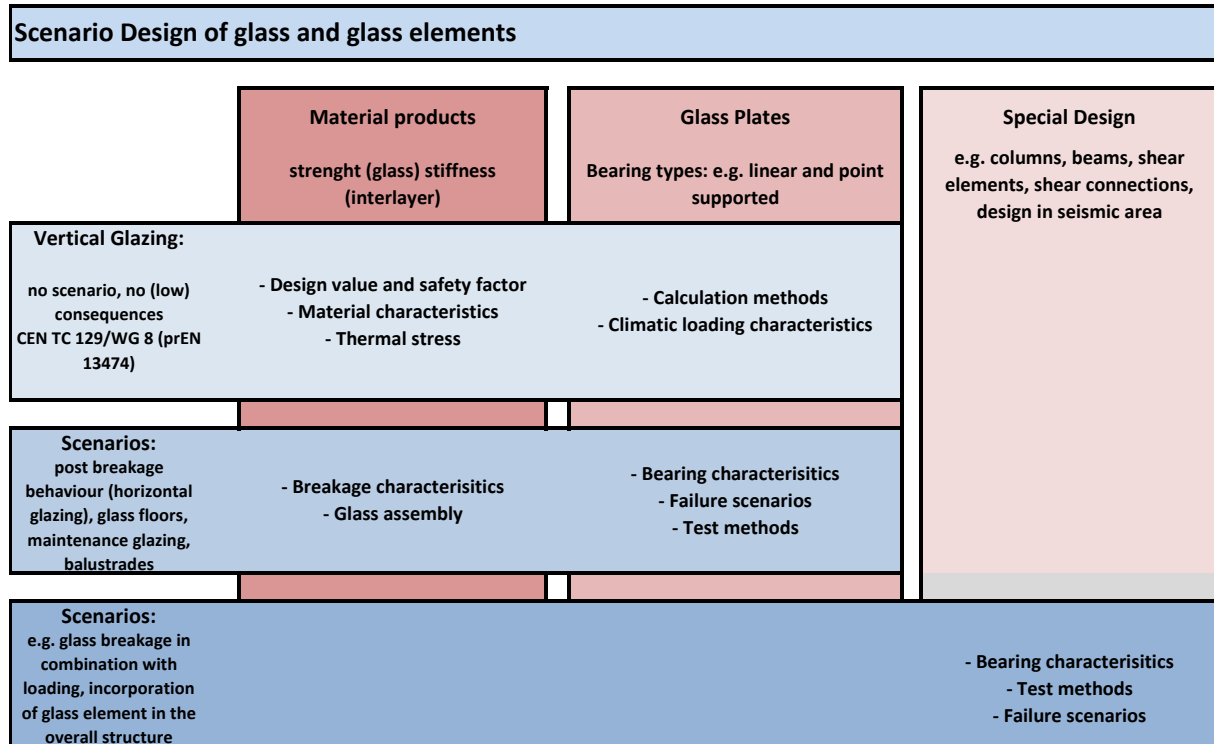 Scenario Design of glass and glass elements
Material products
strenght (glass) stiffness
(interlayer)
Glass Plates
Bearing types: e.g. linear and point
supported
Special Design
e.g. columns, beams, shear
elements, shear connections,
design in seismic area
Vertical Glazing:
no scenario, no (low)
consequences
CEN TC 129/WG 8 (prEN
13474)
- Design value and safety factor
- Material characteristics
- Thermal stress
- Calculation methods
- Climatic loading characteristics
Scenarios:
post breakage
behaviour (horizontal
glazing), glass floors,
maintenance glazing,
balustrades
- Breakage characterisitics
- Glass assembly
- Bearing characterisitics
- Failure scenarios
- Test methods
Scenarios:
e.g. glass breakage in
combination with
loading, incorporation
of glass element in the
overall structure
- Bearing characterisitics
- Test methods
- Failure scenarios